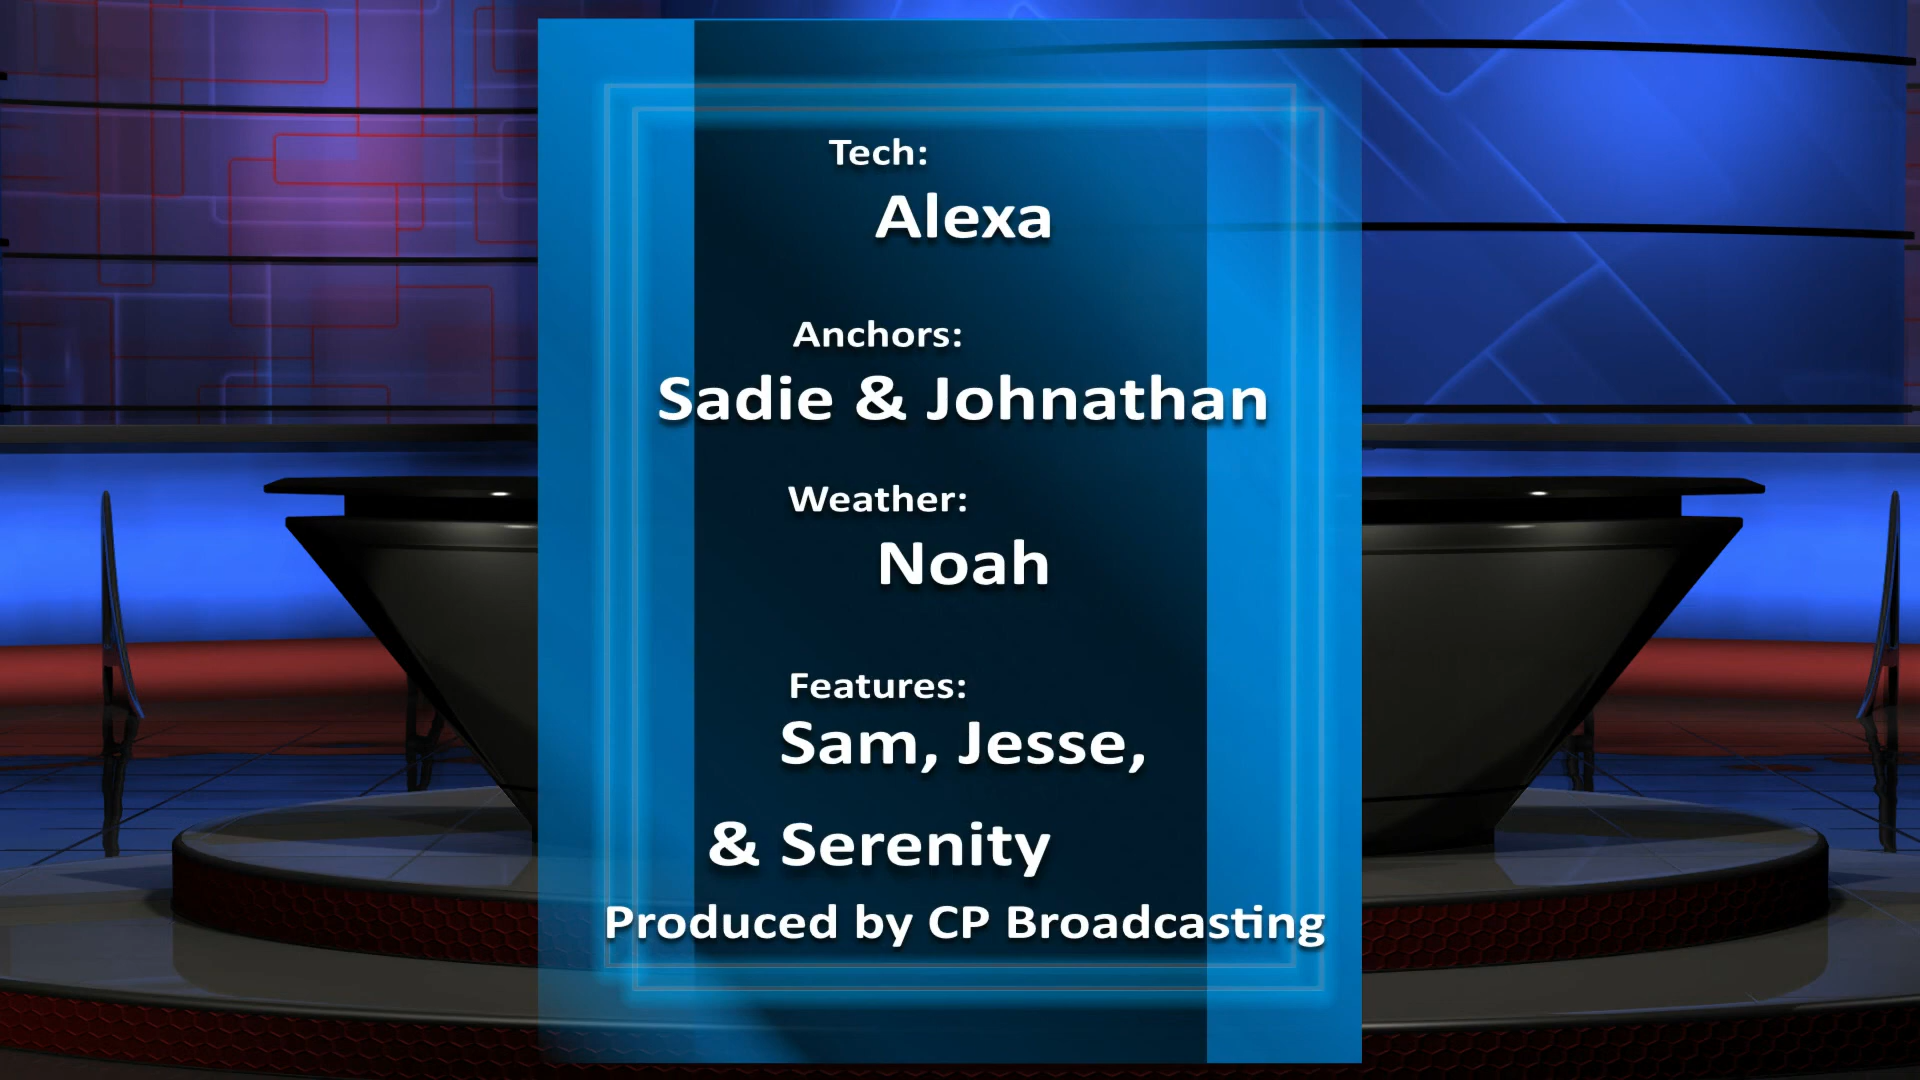 Tech:
Alexa
Anchors:
Sadie & Johnathan
Weather:
Noah
Features:
Sam, Jesse,
& Serenity
Produced by CP Broadcasting